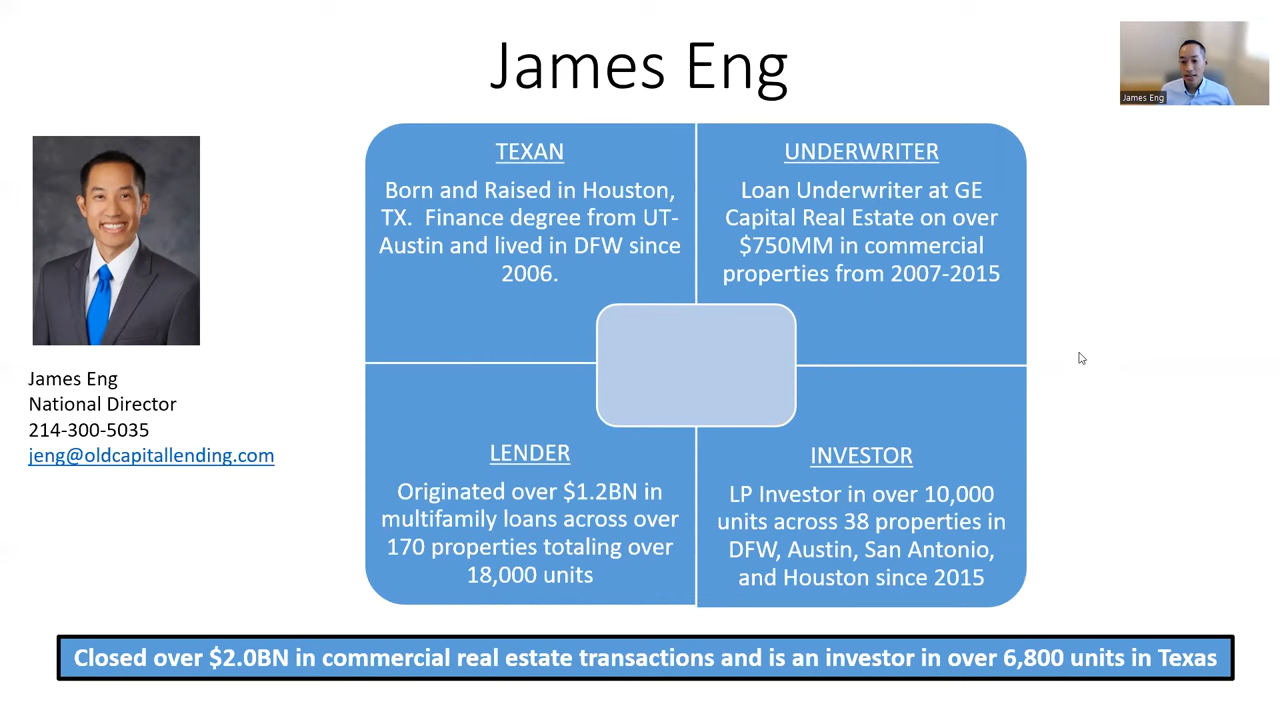 James Eng
James Eng
TEXAN
Born and Raised in Houston,
TX. Finance degree from UT-
Austin and lived in DFW since
2006.
UNDERWRITER
Loan Underwriter at GE
Capital Real Estate on over
$750MM in commercial
properties from 2007-2015
James Eng
National Director
214-300-5035
jeng@oldcapitallending.com
LENDER
Originated over $1.2BN in
multifamily loans across over
170 properties totaling over
18,000 units
INVESTOR
LP Investor in over 10,000
units across 38 properties in
DFW, Austin, San Antonio,
and Houston since 2015
Closed over $2.0BN in commercial real estate transactions and is an investor in over 6,800 units in Texas